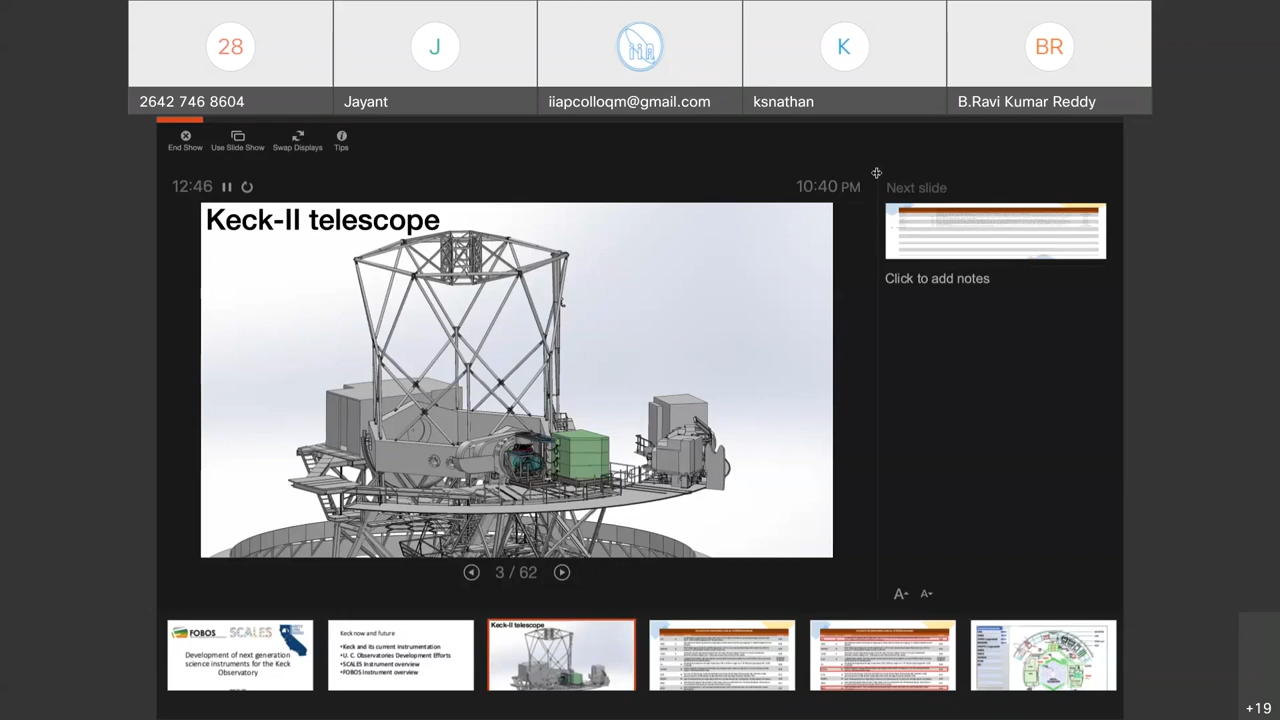 28
J
K
BR
2642 746 8604
Jayant
iiapcolloqm@gmail.com
ksnathan
B.Ravi Kumar Reddy
End Show
Use Slide Show
Swap Displays
Tips
12:46
10:40 PM
Next slide
Keck-II telescope
Click to add notes
3 / 62
A
A
FOBOS SCALES
Development of next generation
science instruments for the Keck
Observatory
Keck now and future
•Keck and its current instrumentation
•U. C. Observatories Development Efforts
•SCALES Instrument overview
•FOBOS Instrument overview
Keck-II telescope
+19